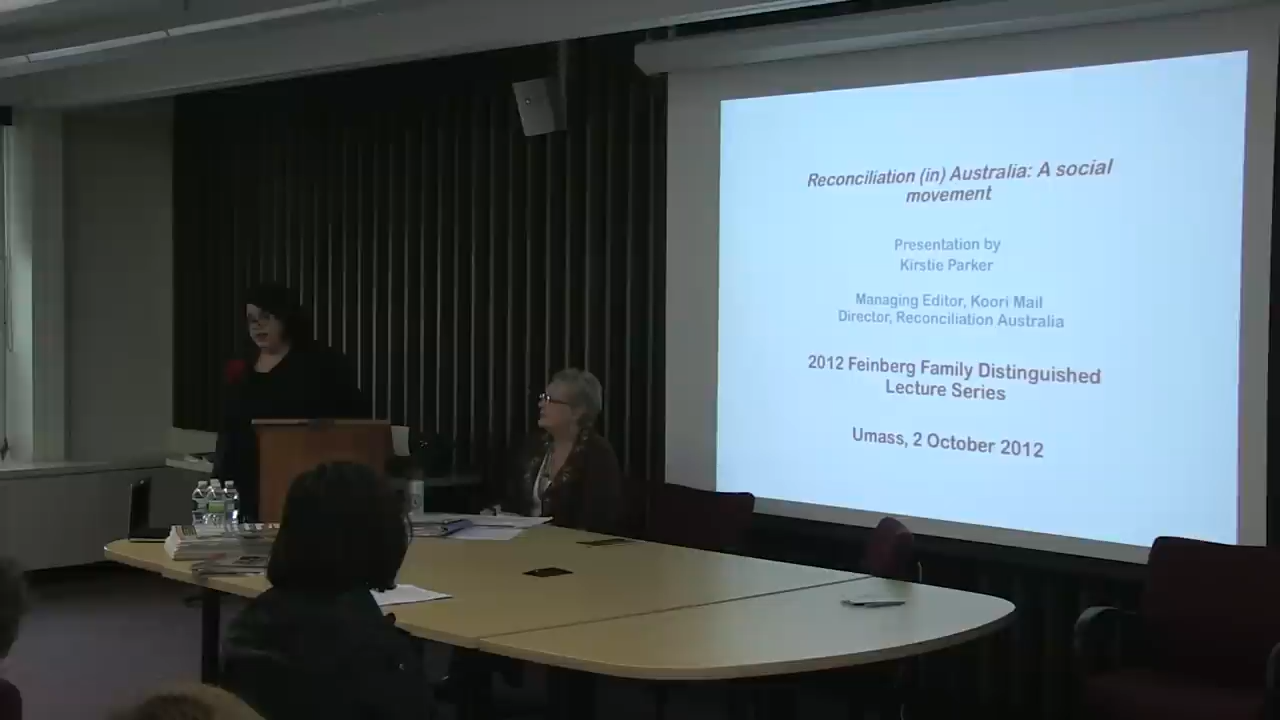 Reconciliation (in) Australia: A social
movement
Presentation by
Kirstie Parker
Managing Editor, Koori Mail
Director, Reconciliation Australia
2012 Feinberg Family Distinguished
Lecture Series
Umass, 2 October 2012